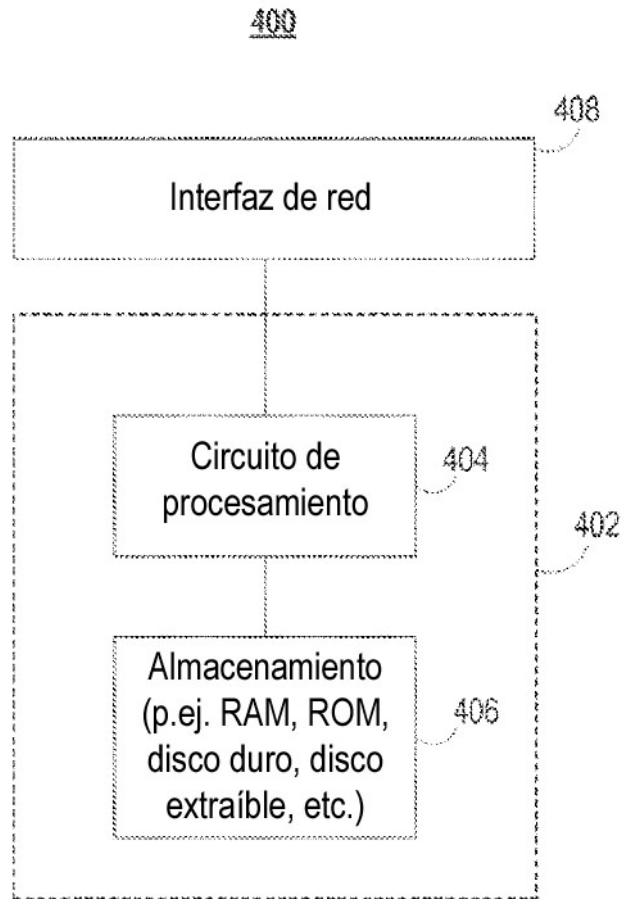 400
408
Interfaz de red
Circuito de
procesamiento
404
402
Almacenamiento
(p.ej. RAM, ROM,
disco duro, disco
extraíble, etc.)
406